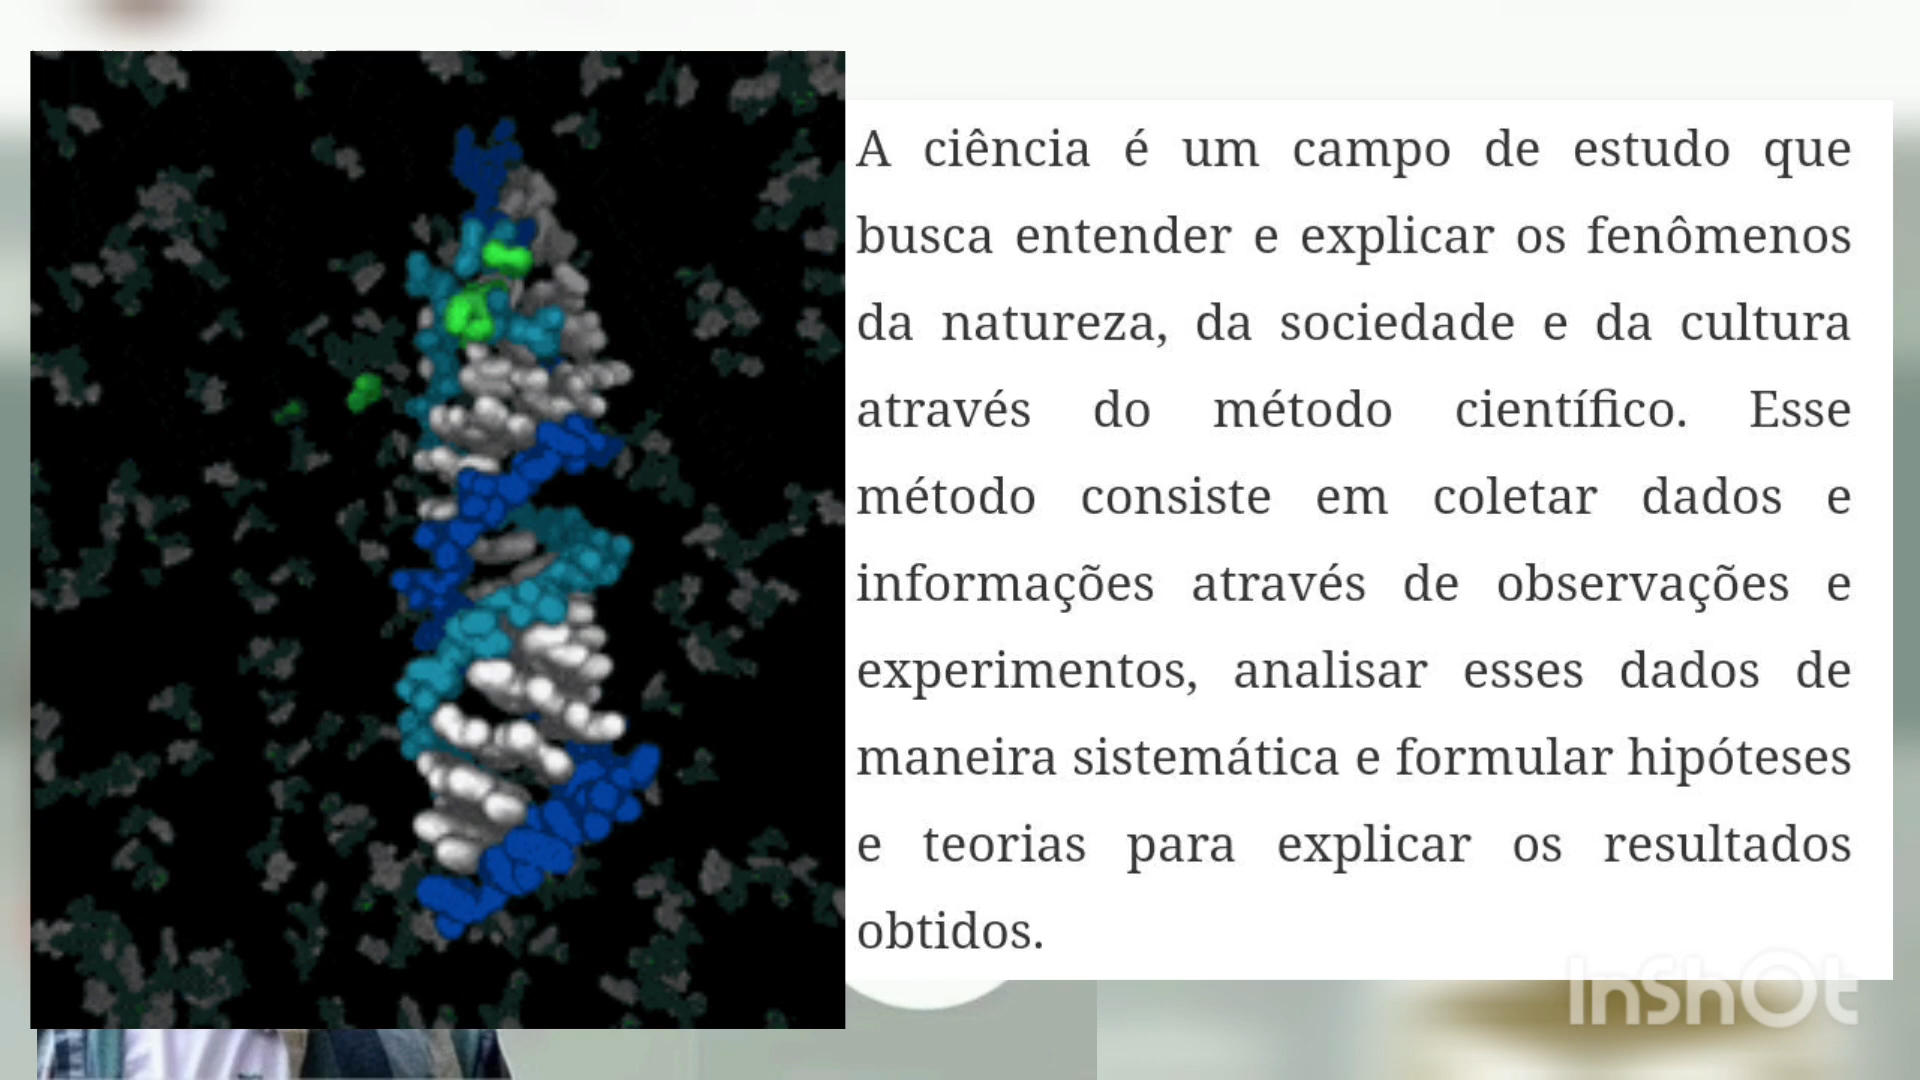 A ciência é um campo de estudo que
busca entender e explicar os fenômenos
da natureza, da sociedade e da cultura
através do método científico. Esse
método consiste em coletar dados e
informações através de observações e
experimentos, analisar esses dados de
maneira sistemática e formular hipóteses
e teorias para explicar os resultados
obtidos.
InShOt